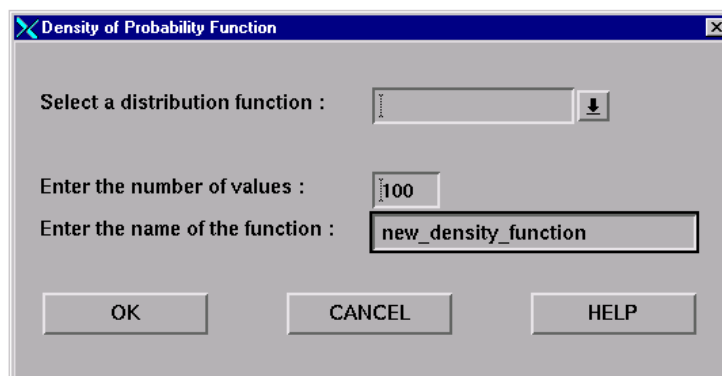 Density of Probability Function
Select a distribution function :
Enter the number of values : 100
Enter the name of the function : new_density_function
OK CANCEL HELP